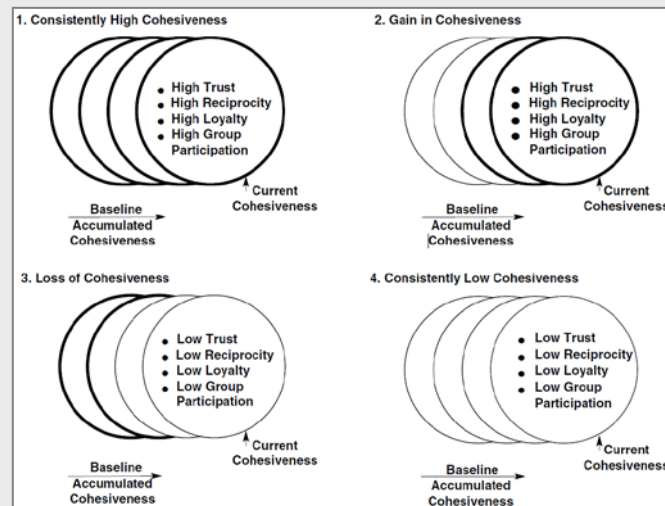 1. Consistently High Cohesiveness
● High Trust
● High Reciprocity
● High Loyalty
● High Group
Participation
Current
Cohesiveness
Baseline
Accumulated
Cohesiveness
2. Gain in Cohesiveness
● High Trust
● High Reciprocity
● High Loyalty
● High Group
Participation
Current
Cohesiveness
Baseline
Accumulated
Cohesiveness
3. Loss of Cohesiveness
● Low Trust
● Low Reciprocity
● Low Loyalty
● Low Group
Participation
Current
Cohesiveness
Baseline
Accumulated
Cohesiveness
4. Consistently Low Cohesiveness
● Low Trust
● Low Reciprocity
● Low Loyalty
● Low Group
Participation
Current
Cohesiveness
Baseline
Accumulated
Cohesiveness